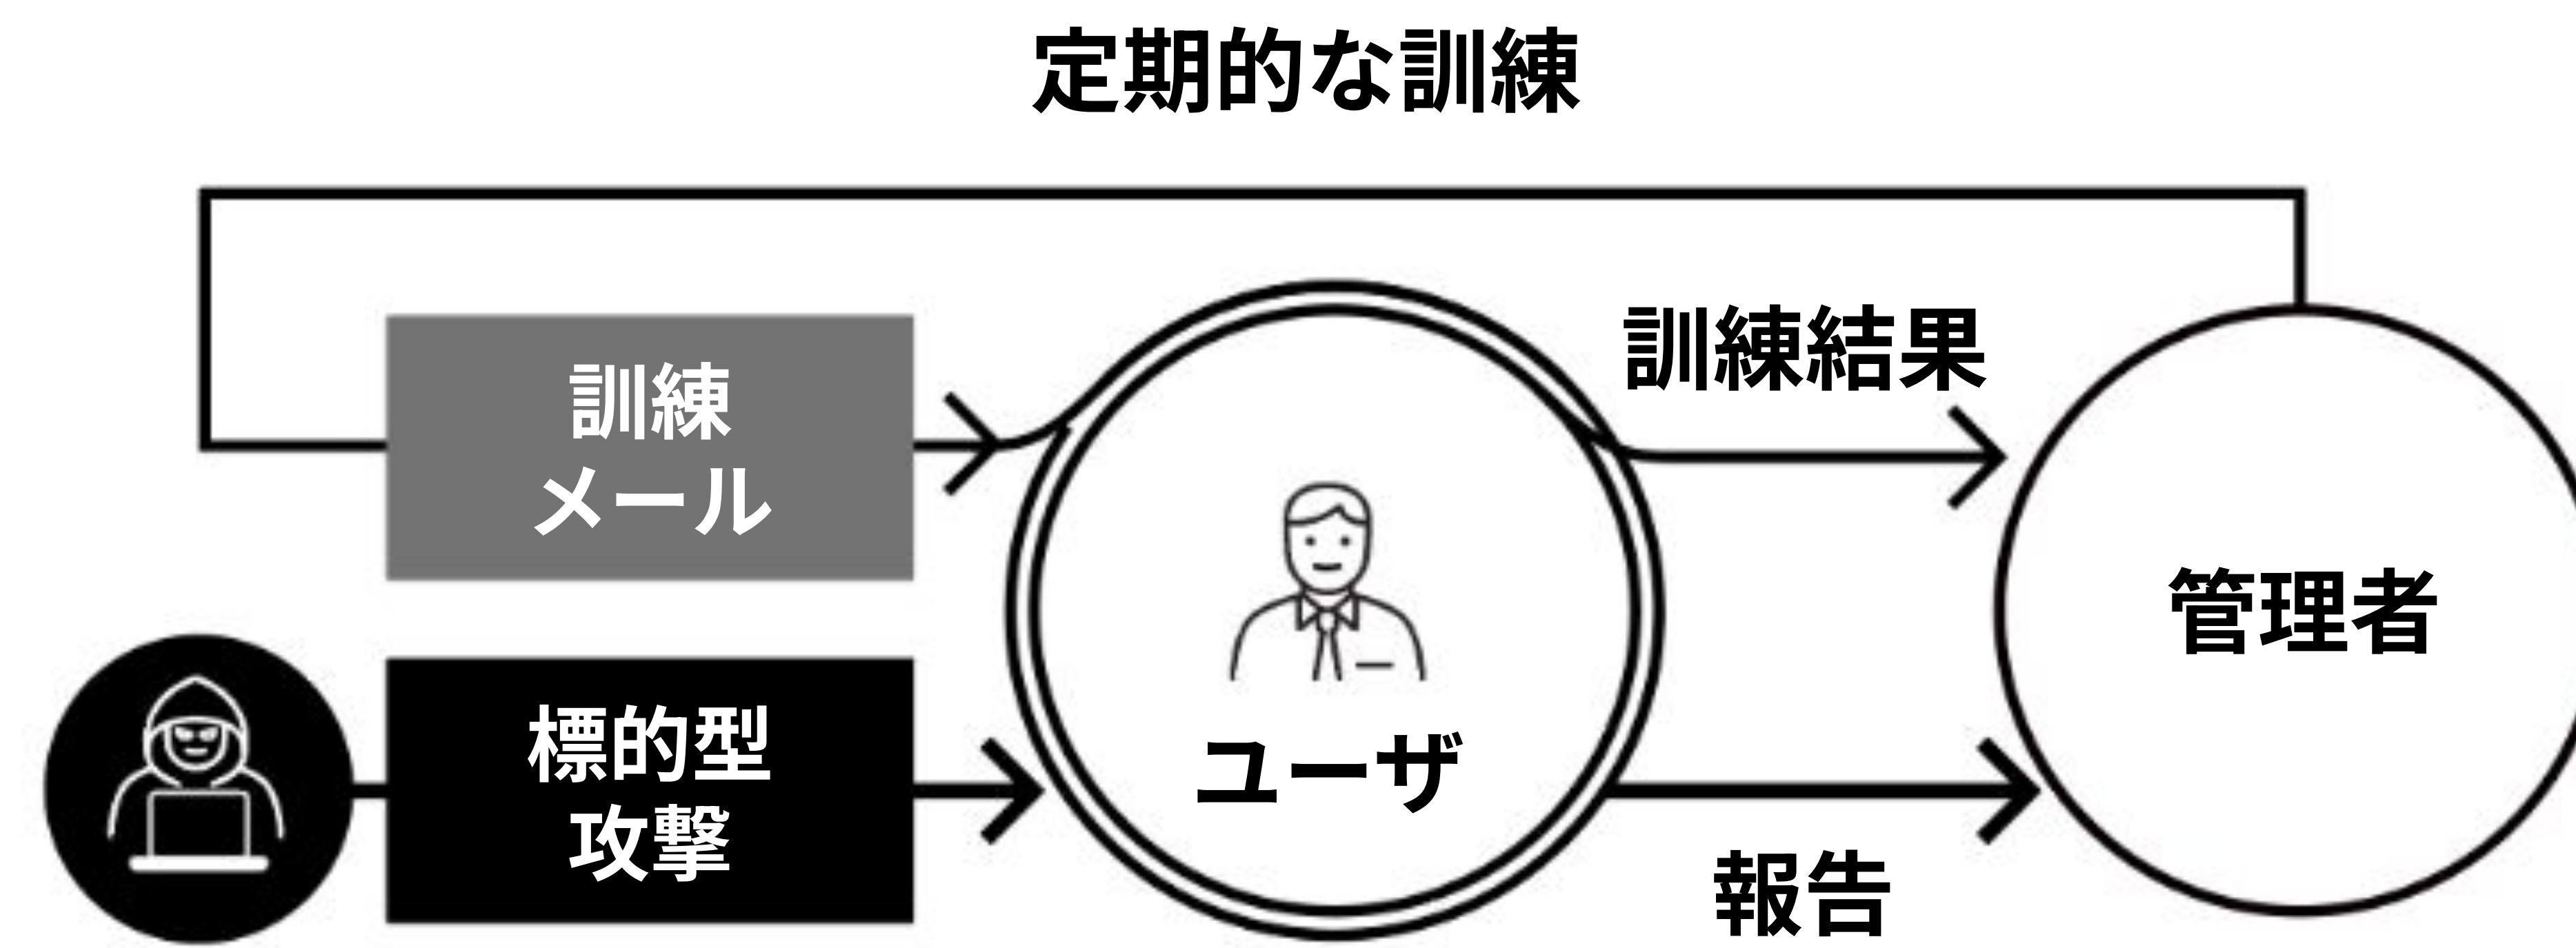 定期的な訓練
訓練
メール
訓練結果
管理者
標的型
攻撃
ユーザ
報告